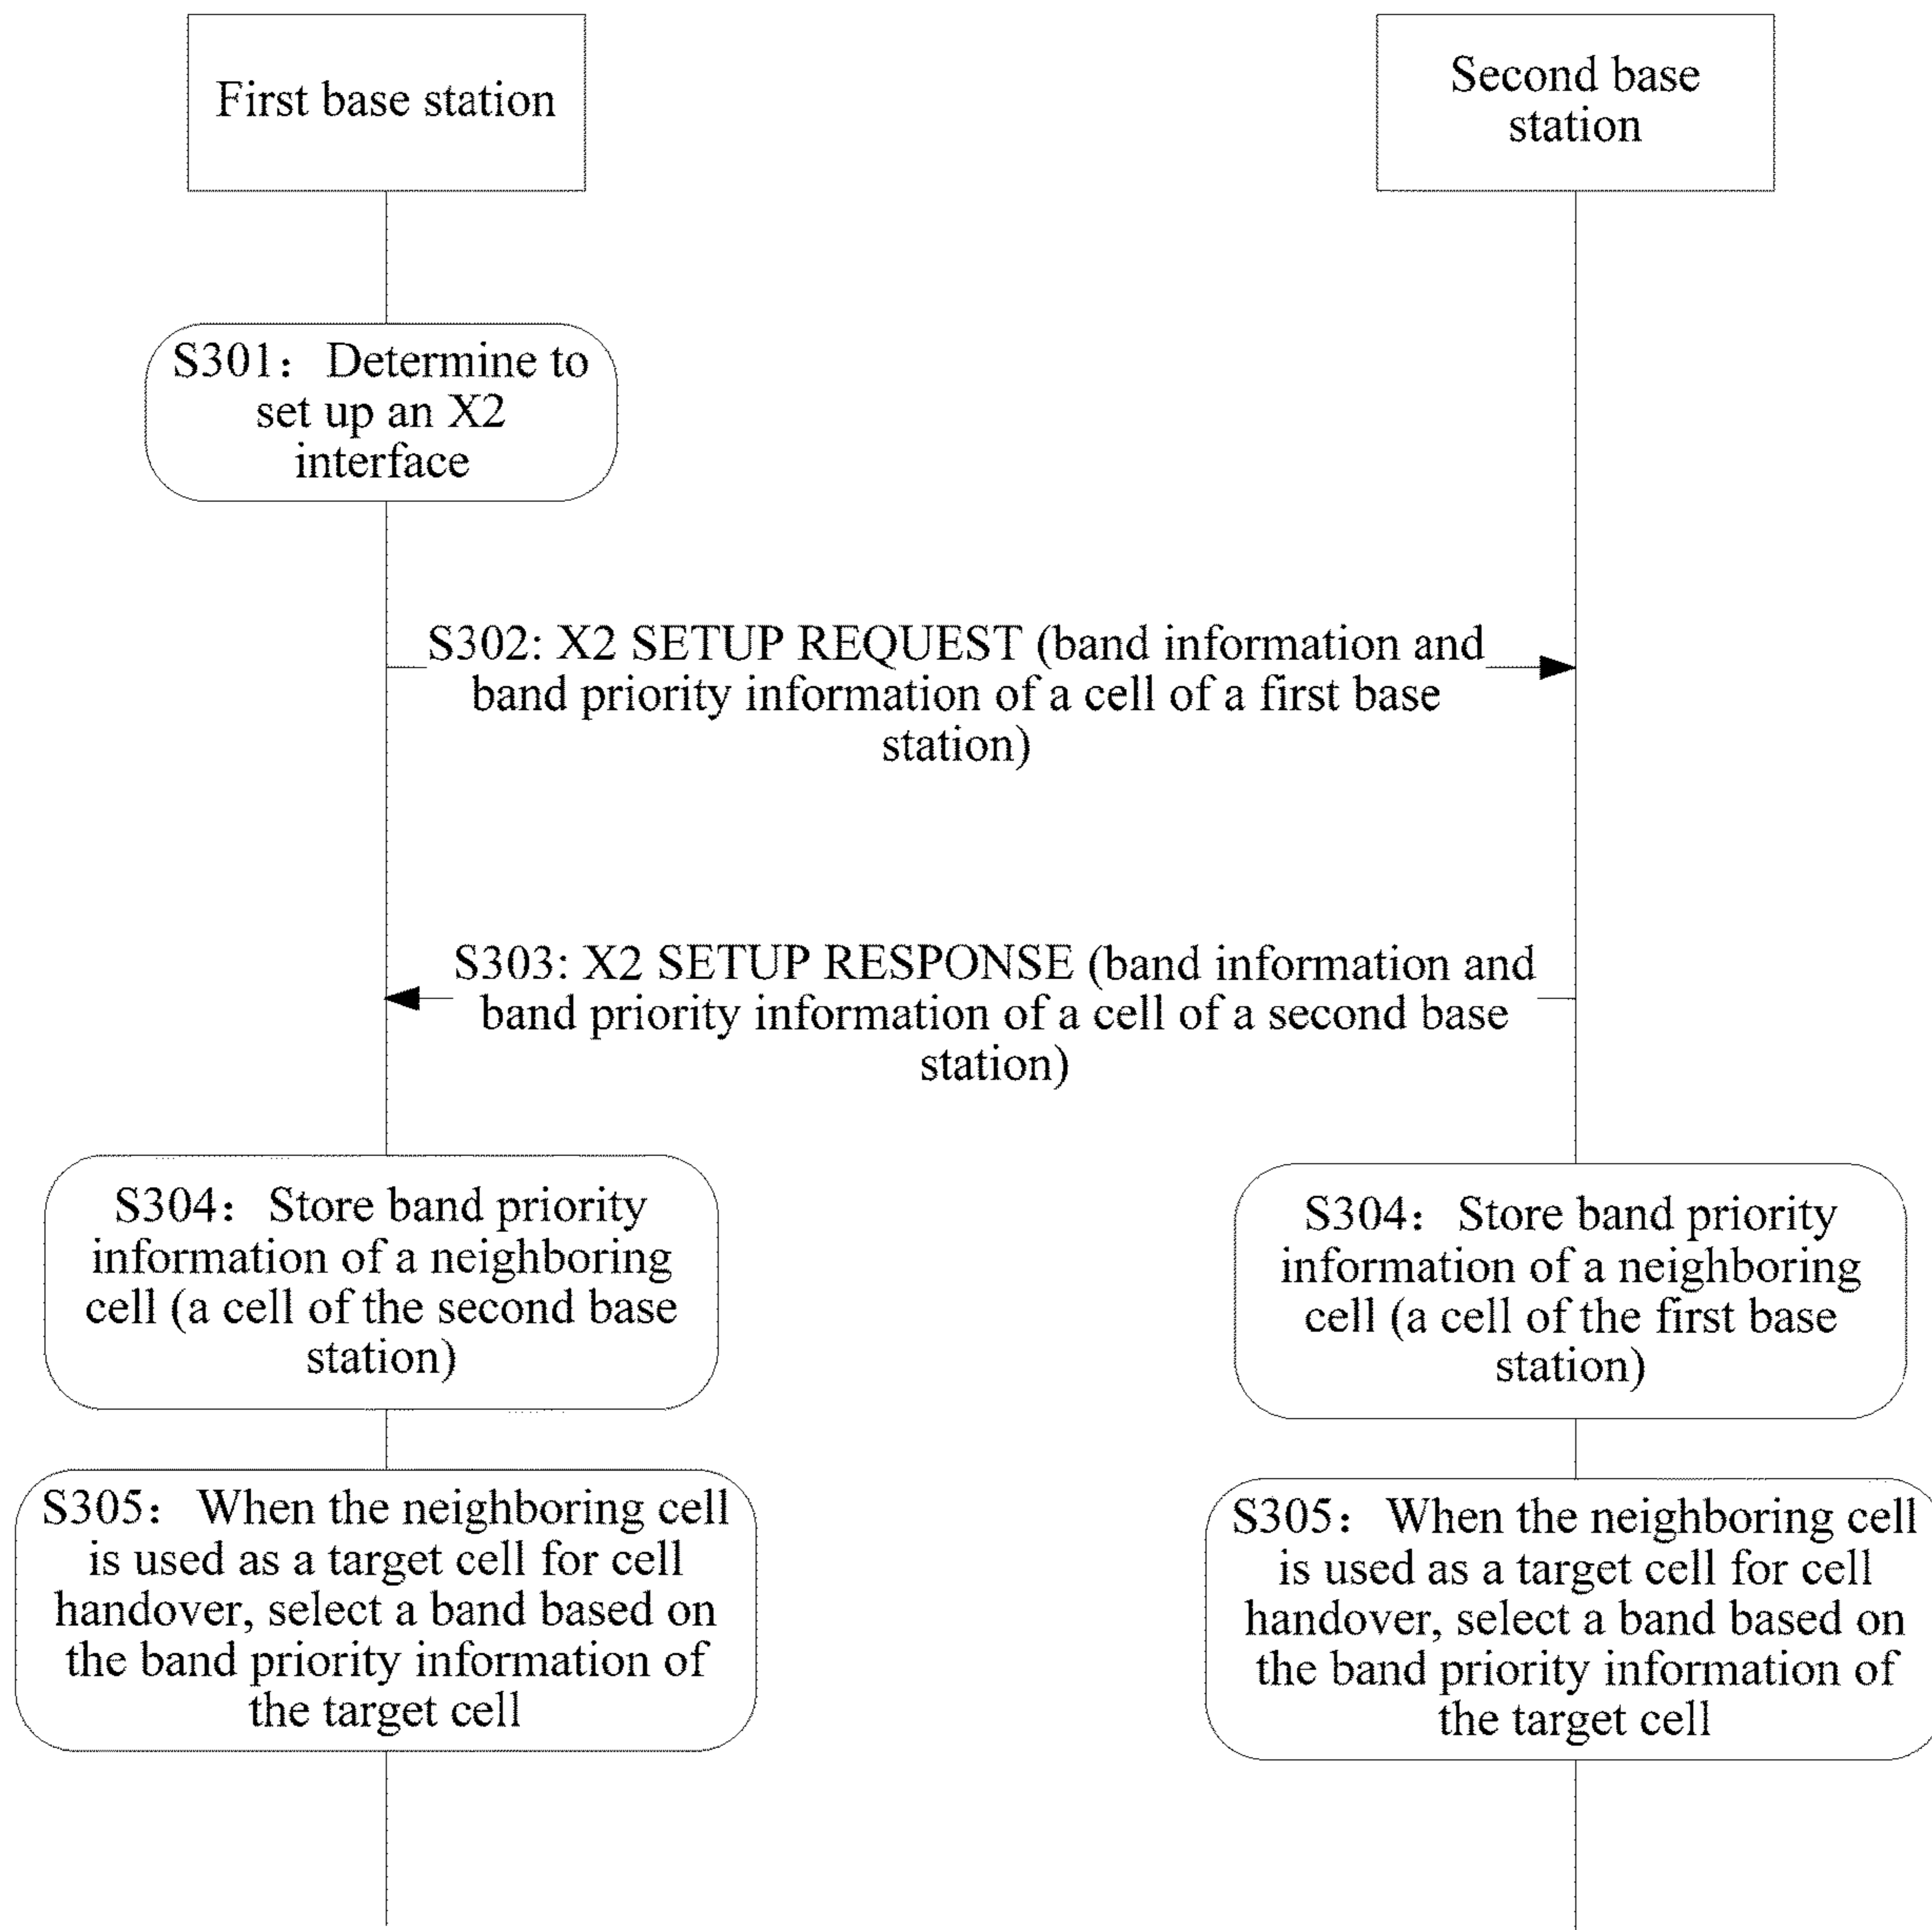 First base station
Second base
station
S301：Determine to
set up an X2
interface
S302: X2 SETUP REQUEST (band information and
band priority information of a cell of a first base
station)
S303: X2 SETUP RESPONSE (band information and
band priority information of a cell of a second base
station)
S304：Store band priority
information of a neighboring
cell (a cell of the second base
station)
S304：Store band priority
information of a neighboring
cell (a cell of the first base
station)
S305：When the neighboring cell
is used as a target cell for cell
handover, select a band based on
the band priority information of
the target cell
S305：When the neighboring cell
is used as a target cell for cell
handover, select a band based on
the band priority information of
the target cell